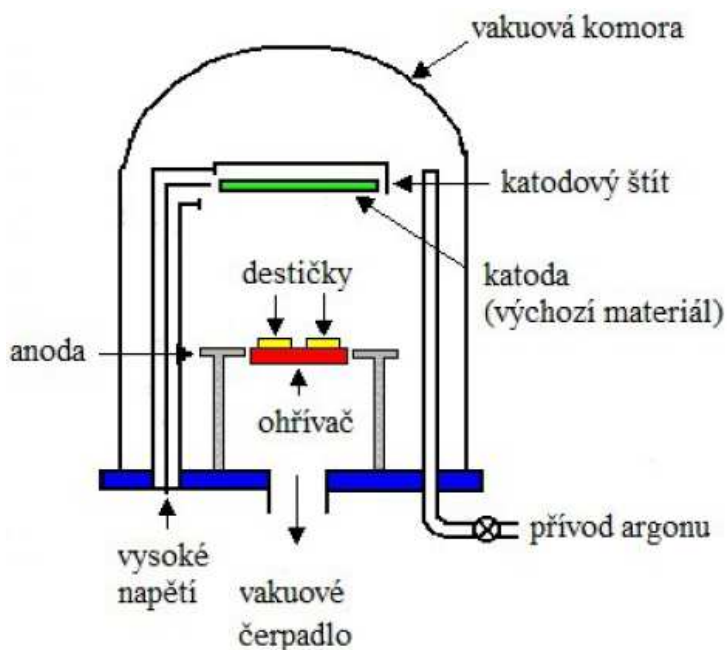 vakuová komora
katodový štít
katoda
(výchozí materiál)
destičky
anoda
ohřívač
přívod argonu
vysoké
napětí
vakuové
čerpadlo